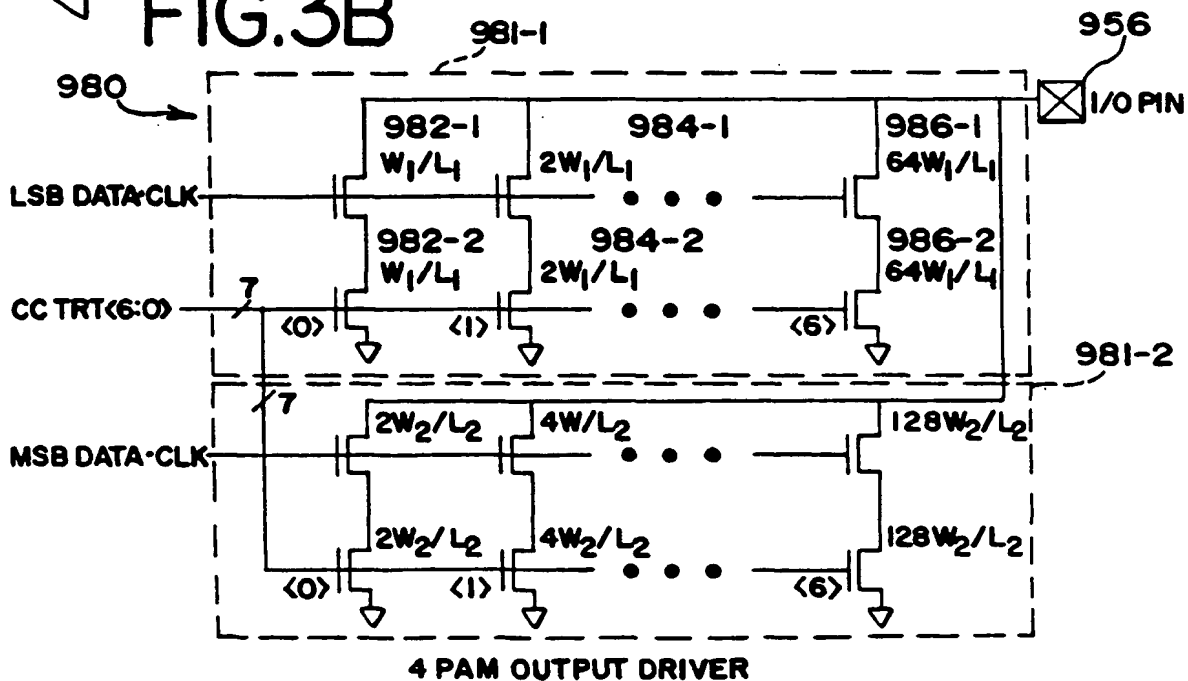 FIG.3B
981-1
956
980
I/O PIN
982-1
984-1
986-1
W₁/L₁
2W₁/L₁
64W₁/L₁
LSB DATA·CLK
982-2
984-2
986-2
W₁/L₁
2W₁/L₁
64W₁/L₁
CC TRT<6:0>
7
<0>
<1>
<6>
981-2
7
2W₂/L₂
4W/L₂
128W₂/L₂
MSB DATA·CLK
2W₂/L₂
4W₂/L₂
128W₂/L₂
<0>
<1>
<6>
4 PAM OUTPUT DRIVER